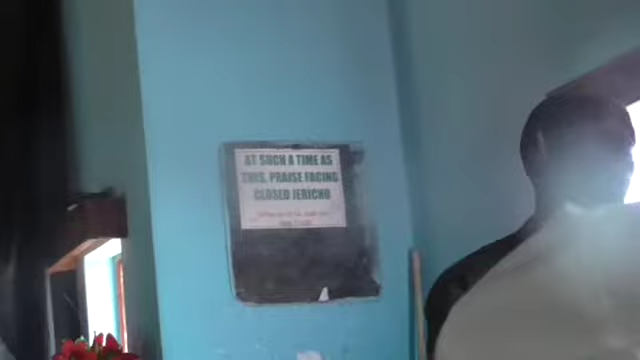 AT SUCH A TIME AS
THIS, PRAISE FACING
CLOSED JERICHO